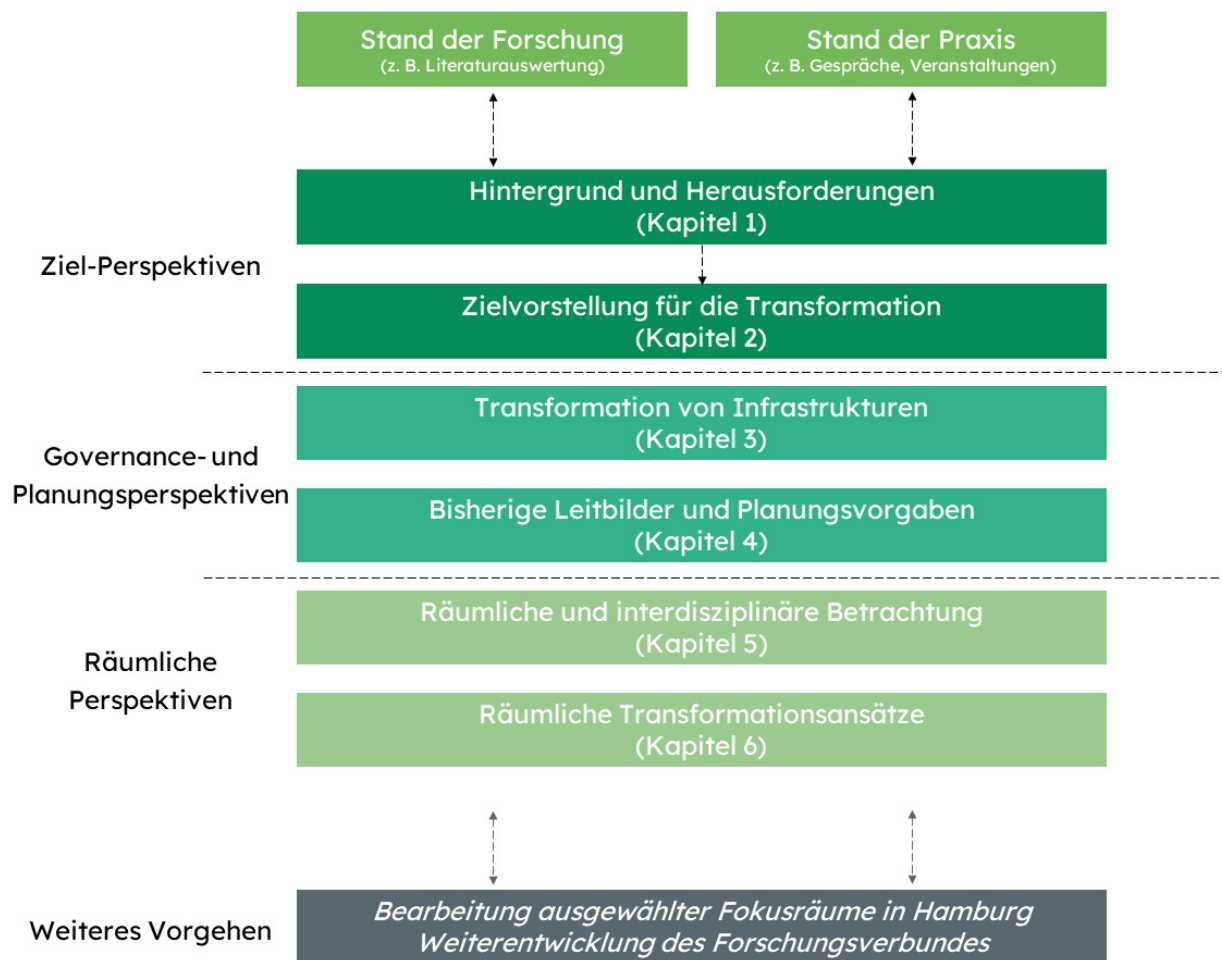 Stand der Forschung
(z. B. Literaturauswertung)
Stand der Praxis
(z. B. Gespräche, Veranstaltungen)
Hintergrund und Herausforderungen
(Kapitel 1)
Ziel-Perspektiven
Zielvorstellung für die Transformation
(Kapitel 2)
Transformation von Infrastrukturen
(Kapitel 3)
Governance- und
Planungsperspektiven
Bisherige Leitbilder und Planungsvorgaben
(Kapitel 4)
Räumliche und interdisziplinäre Betrachtung
(Kapitel 5)
Räumliche
Perspektiven
Räumliche Transformationsansätze
(Kapitel 6)
Weiteres Vorgehen
Bearbeitung ausgewählter Fokusräume in Hamburg
Weiterentwicklung des Forschungsverbundes